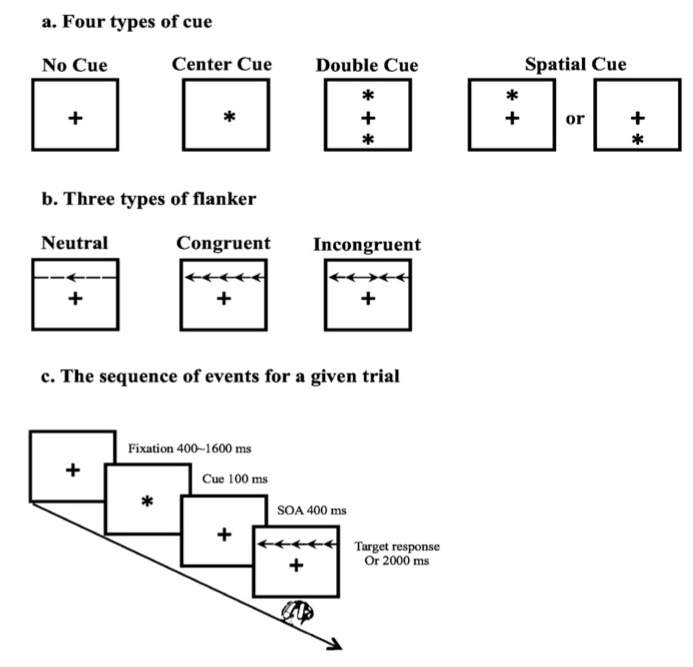 a. Four types of cue
No Cue Center Cue Double Cue Spatial Cue
+ * * + * * + or + *
b. Three types of flanker
Neutral Congruent Incongruent
+ + +
c. The sequence of events for a given trial
+ Fixation 400~1600 ms
* Cue 100 ms
+ SOA 400 ms
+ Target response
Or 2000 ms